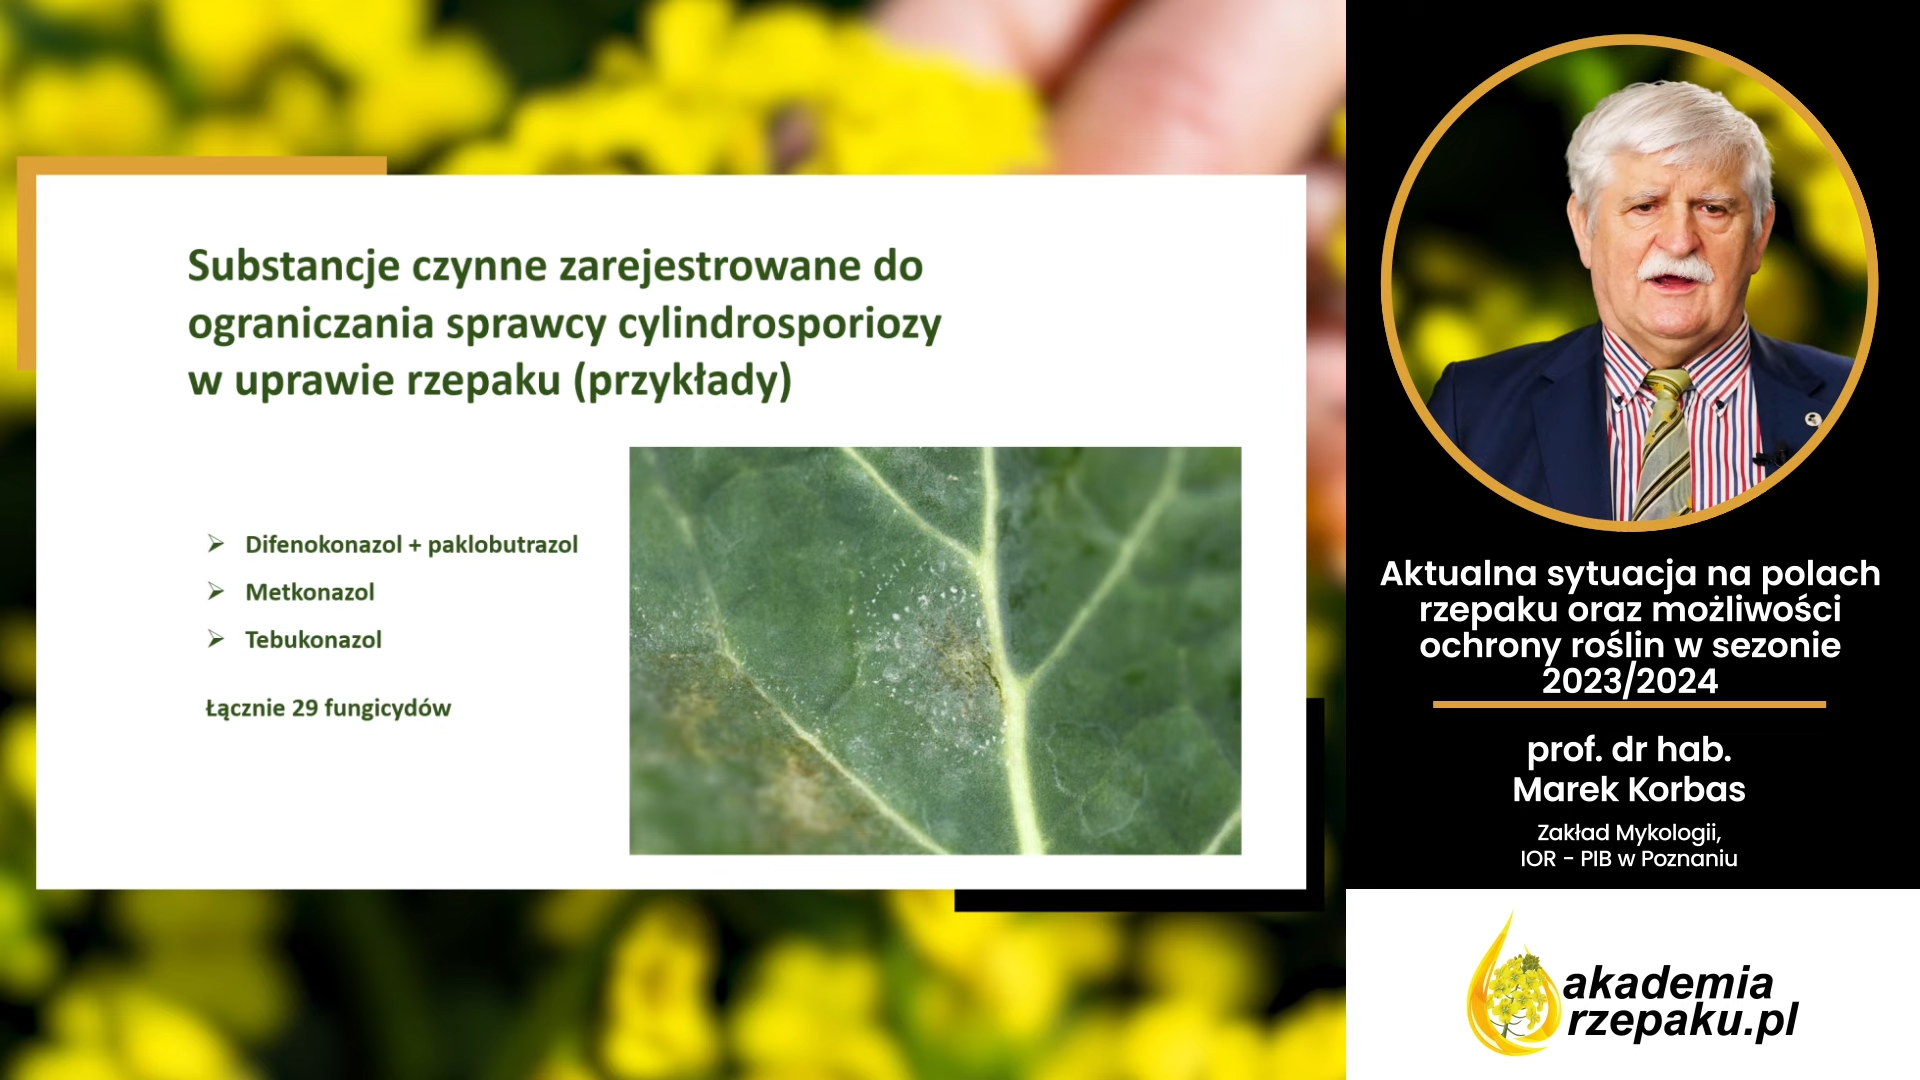 Substancje czynne zarejestrowane do
ograniczania sprawcy cylindrosporiozy
w uprawie rzepaku (przykłady)
Difenokonazol + paklobutrazol
Metkonazol
Tebukonazol
Łącznie 29 fungicydów
Aktualna sytuacja na polach
rzepaku oraz możliwości
ochrony roślin w sezonie
2023/2024
prof. dr hab.
Marek Korbas
Zakład Mykologii,
IOR - PIB w Poznaniu
akademia
rzepaku.pl